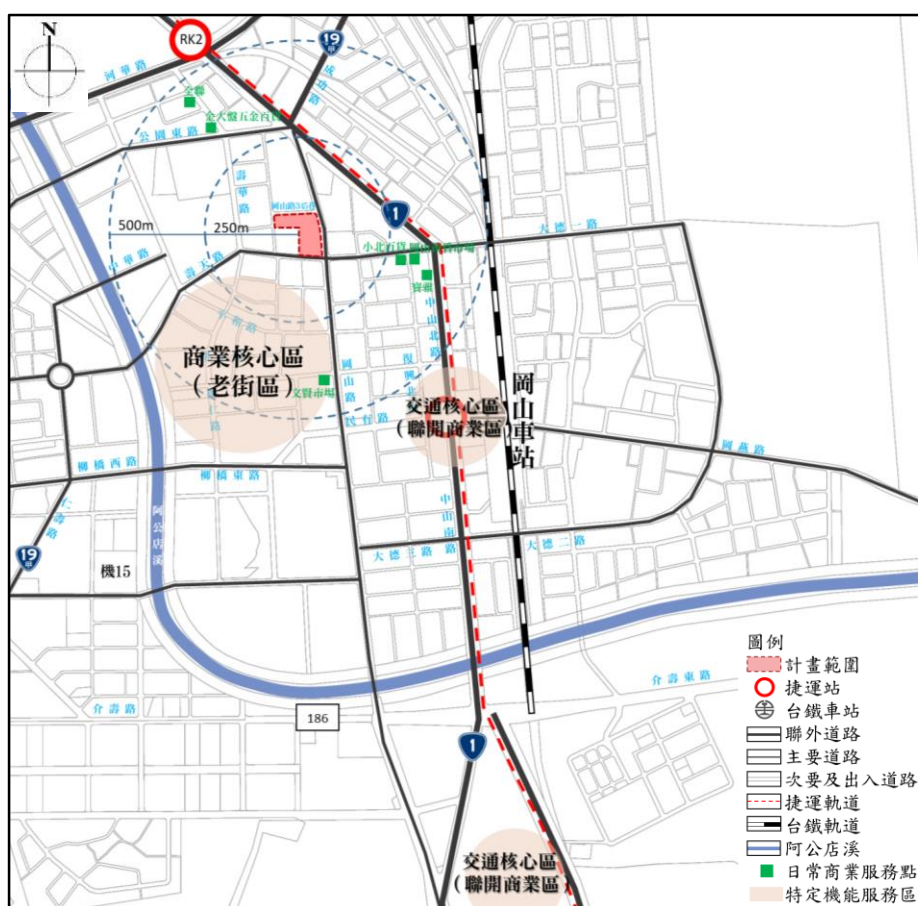 N
RK2
19
甲
河華路
成功路
全聯
金大盤五金百貨
公園東路
壽華路
1
500m
250m
大德一路
小北百貨
寶雅
中華路
壽天路
中山北路
商業核心區
(老街區)
文賢市場
岡山路
民有路
交通核心區
(聯開商業區)
岡山車站
岡燕路
柳橋西路
柳橋東路
仁壽路
19
甲
機15
阿公店溪
中山南路
大德三路
大德二路
介壽路
186
介壽東路
1
交通核心區
(聯開商業區)
圖例
計畫範圍
捷運站
台鐵車站
聯外道路
主要道路
次要及出入道路
捷運軌道
台鐵軌道
阿公店溪
日常商業服務點
特定機能服務區